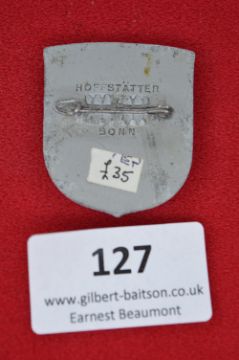 HOFFSTÄTTER
BONN
£35
127
www.gilbert-baitson.co.uk
Earnest Beaumont